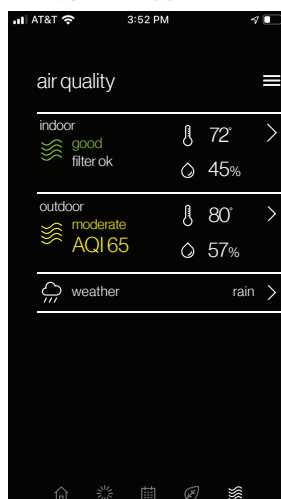 AT&T 3:52 PM
air quality
indoor
good
filter ok
72°
45%
outdoor
moderate
AQI 65
80°
57%
weather rain